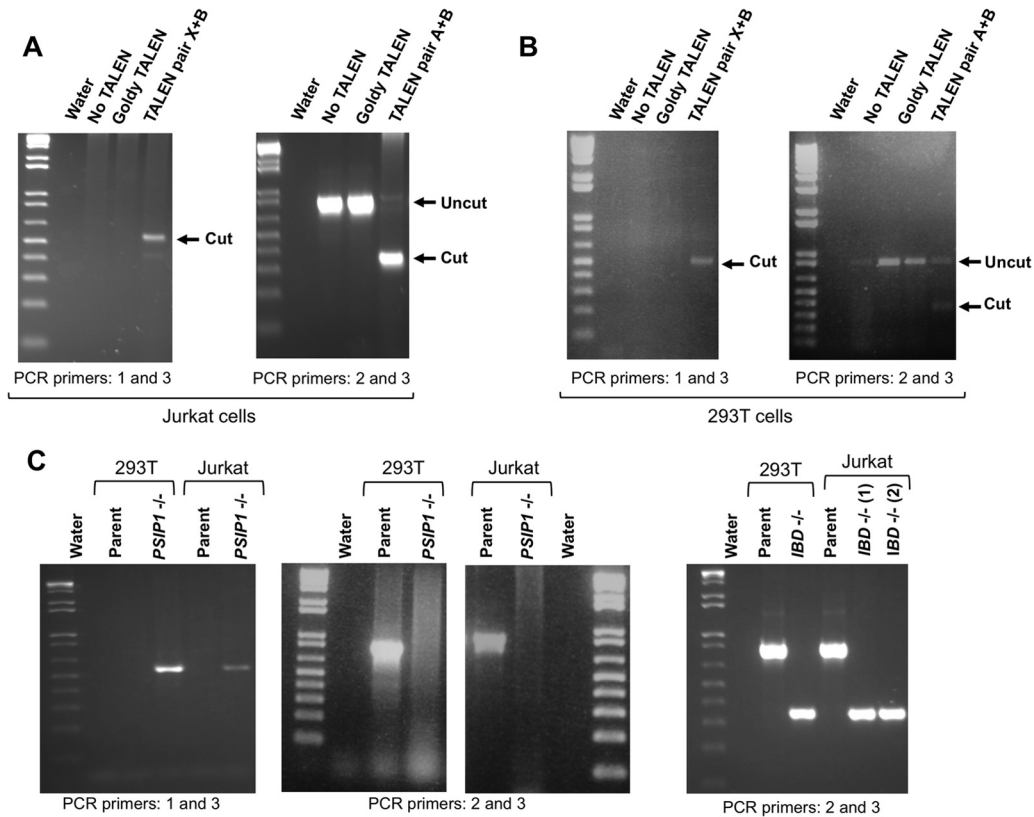 A
Water
No TALEN
Goldy TALEN
TALEN pair X+B
Cut
PCR primers: 1 and 3
Water
No TALEN
Goldy TALEN
TALEN pair A+B
Uncut
Cut
PCR primers: 2 and 3
Jurkat cells
B
Water
No TALEN
Goldy TALEN
TALEN pair X+B
Cut
PCR primers: 1 and 3
Water
No TALEN
Goldy TALEN
TALEN pair A+B
Uncut
Cut
PCR primers: 2 and 3
293T cells
C
293T
Jurkat
Water
Parent
PSIP1 -/-
Parent
PSIP1 -/-
PCR primers: 1 and 3
293T
Jurkat
Water
Parent
PSIP1 -/-
Parent
PSIP1 -/-
Water
PCR primers: 2 and 3
293T
Jurkat
Water
Parent
IBD -/-
Parent
IBD -/- (1)
IBD -/- (2)
PCR primers: 2 and 3